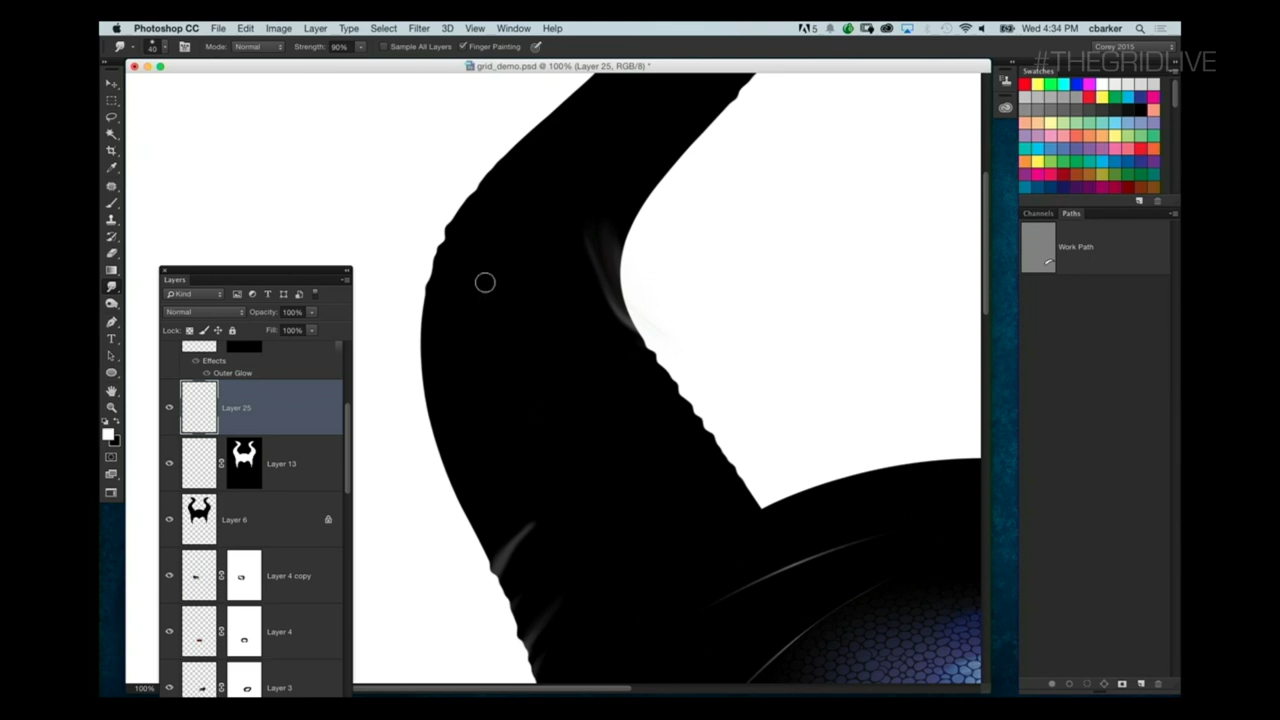 Photoshop CC File Edit Image Layer Type Select Filter 3D View Window Help 5 Wed 4:34 PM cbarker
40 Mode: Normal Strength: 90% Sample All Layers Finger Painting Corey 2015
#THEGRIDLIVE
grid_demo.psd @ 100% (Layer 25, RGB/8) *
Swatches
Channels Paths
Work Path
Layers
Kind
Normal Opacity: 100%
Lock: Fill: 100%
Effects
Outer Glow
Layer 25
Layer 13
Layer 6
Layer 4 copy
Layer 4
Layer 3
100%